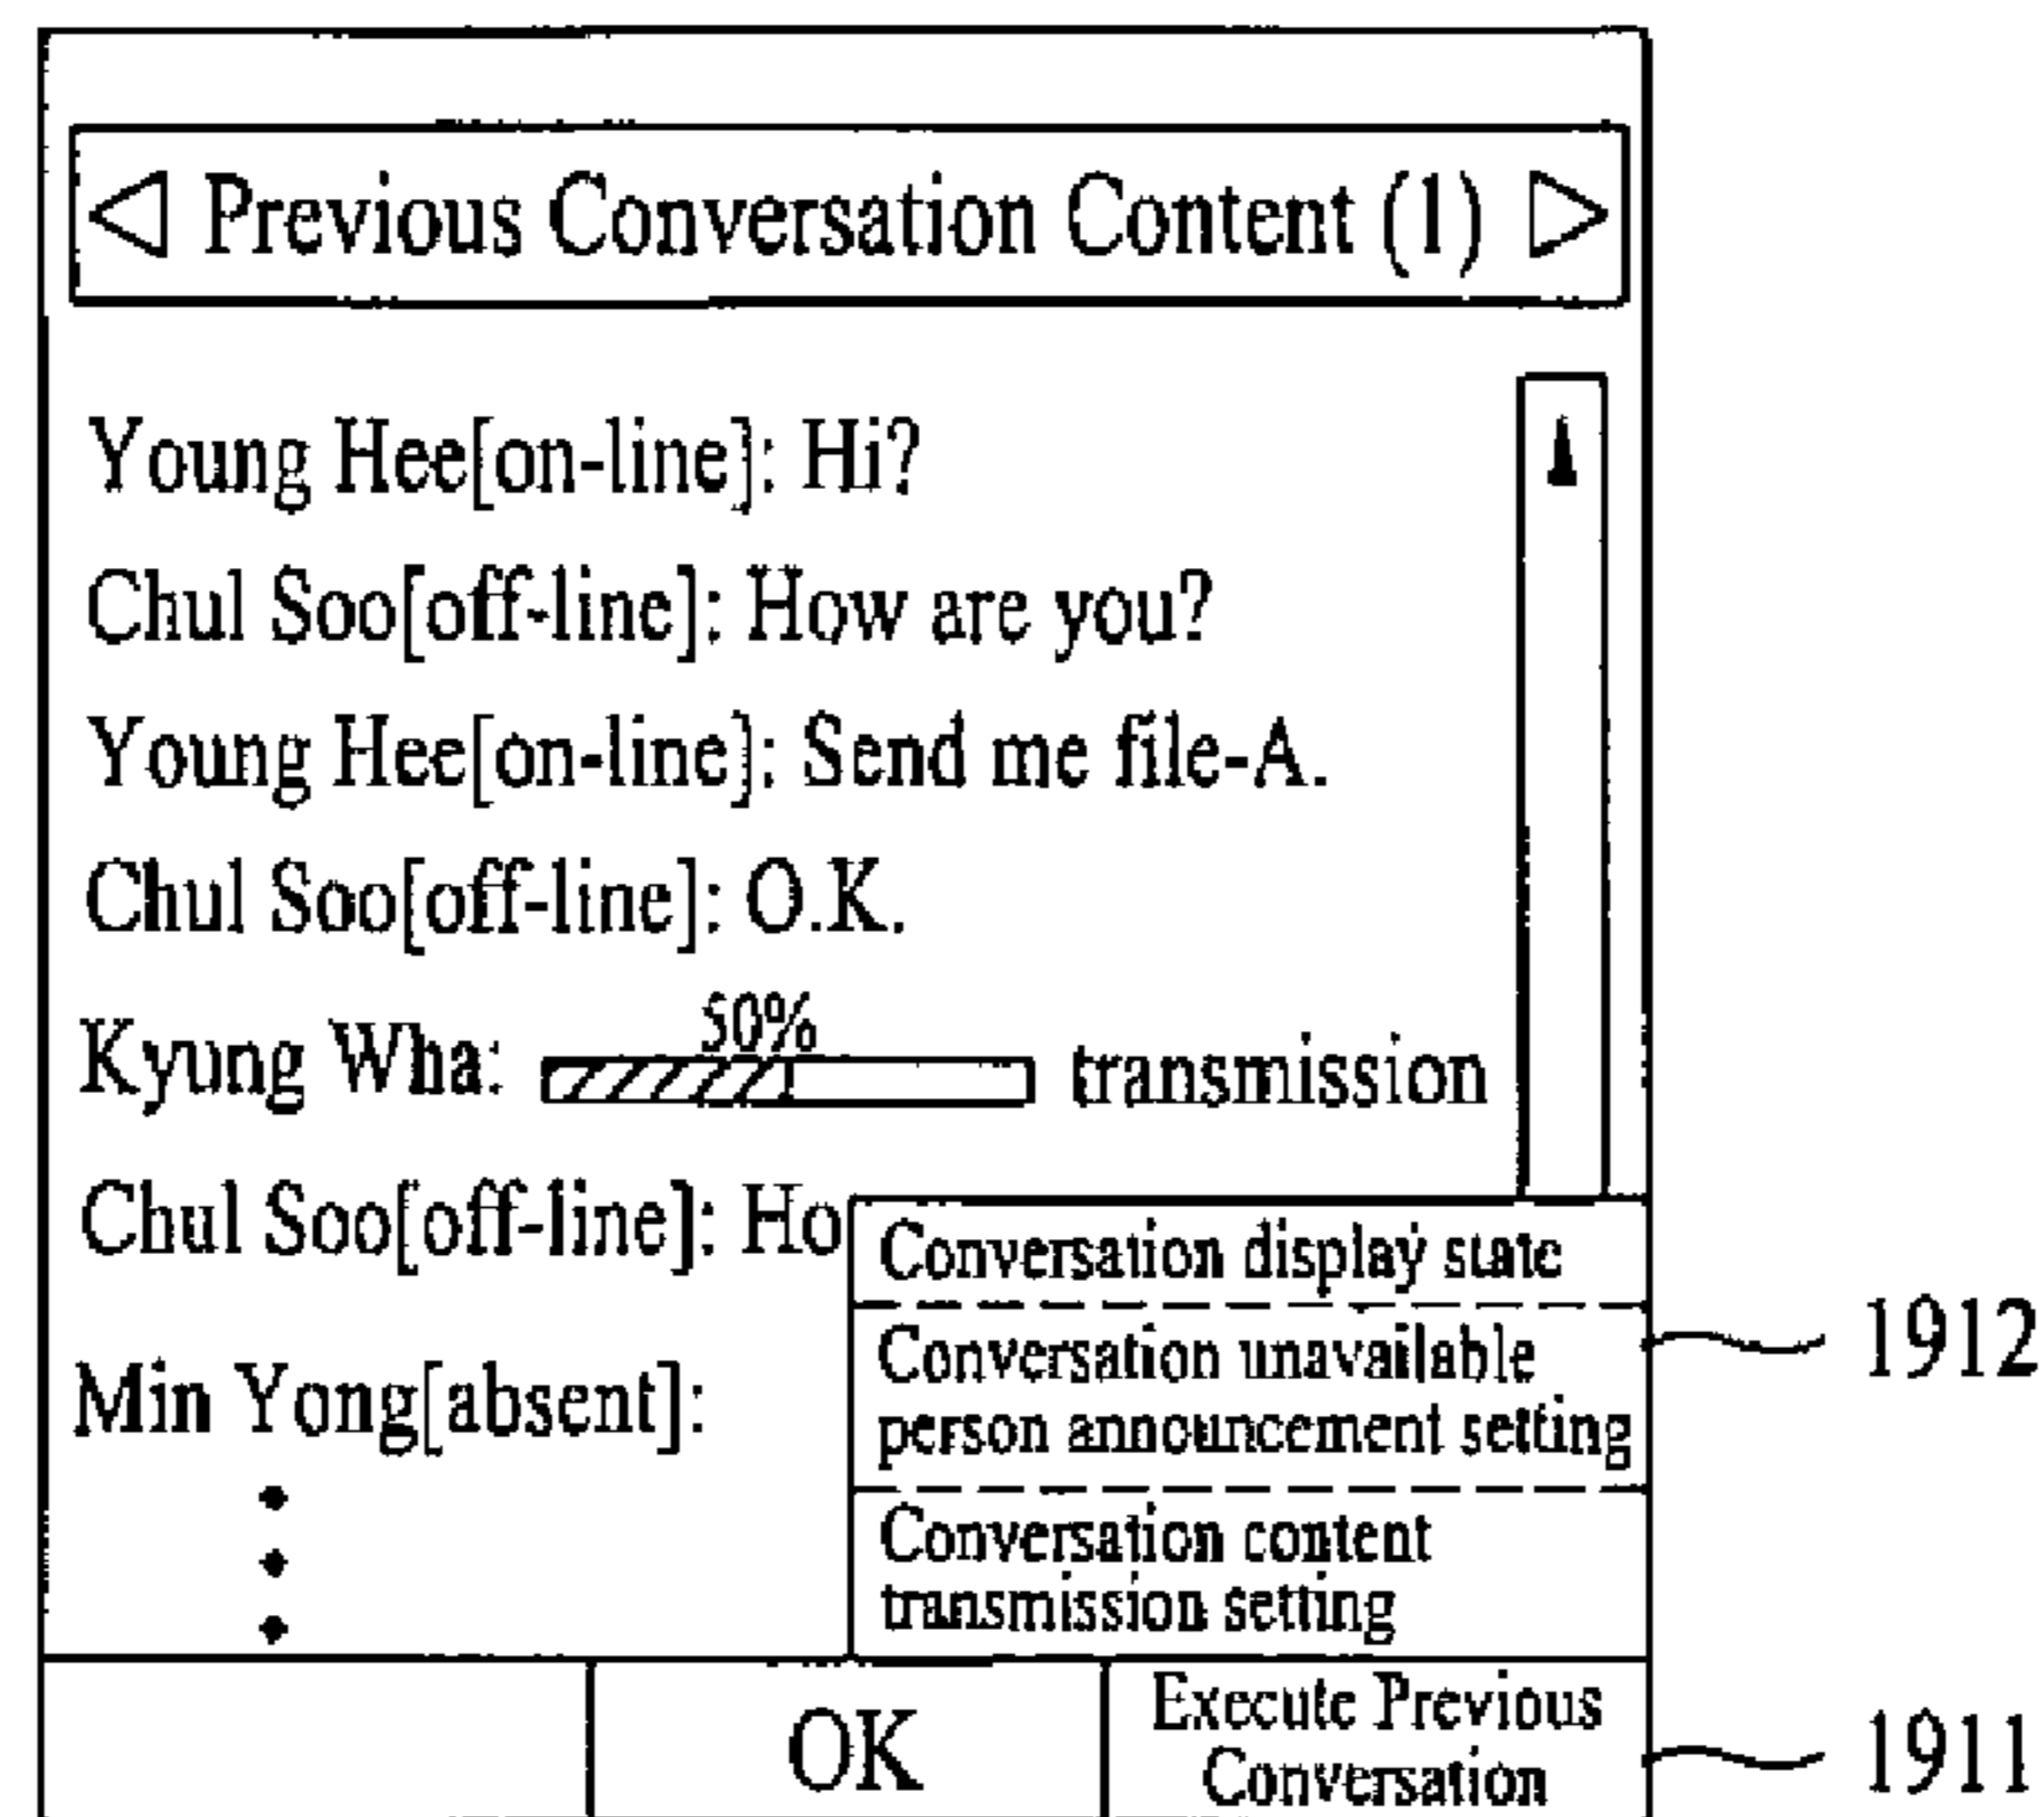 Previous Conversation Content (1)
Young Hee[on-line]: Hi?
Chul Soo[off-line]: How are you?
Young Hee[on-line]: Send me file-A.
Chul Soo[off-line]: O.K.
50%
Kyung Wha: transmission
Chul Soo[off-line]: Ho
Conversation display state
Conversation unavailable
person announcement setting
1912
Min Yong[absent]:
Conversation content
transmission setting
OK
Execute Previous
Conversation
1911